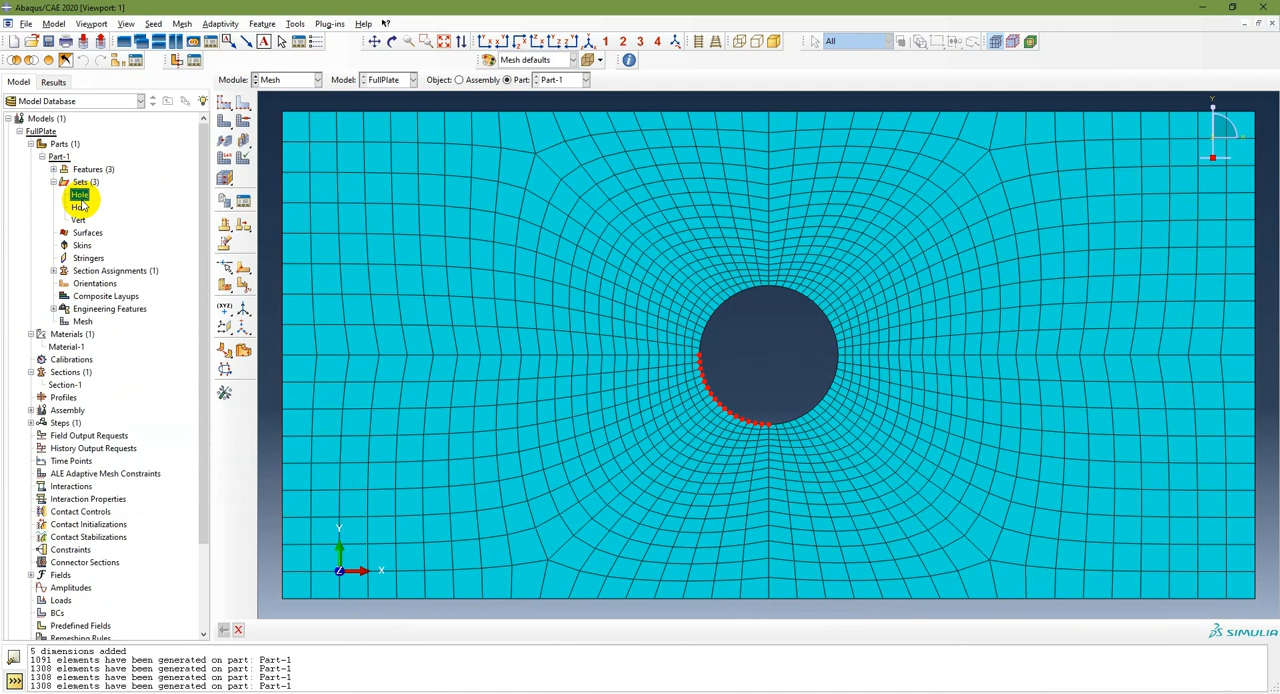 Abaqus/CAE 2020 [Viewport: 1]
File Model Viewport View Seed Mesh Adaptivity Feature Tools Plug-ins Help
All
1 2 3 4
Mesh defaults
Model Results
Module: Mesh Model: FullPlate Object: Assembly Part: Part-1
Model Database
Models (1)
FullPlate
Parts (1)
Part-1
Features (3)
Sets (3)
Hole
Vert
Surfaces
Skins
Stringers
Section Assignments (1)
Orientations
Composite Layups
Engineering Features
Mesh
Materials (1)
Material-1
Calibrations
Sections (1)
Section-1
Profiles
Assembly
Steps (1)
Field Output Requests
History Output Requests
Time Points
ALE Adaptive Mesh Constraints
Interactions
Interaction Properties
Contact Controls
Contact Initializations
Contact Stabilizations
Constraints
Connector Sections
Fields
Amplitudes
Loads
BCs
Predefined Fields
Remeshing Rules
(XYZ)
Y
X
Y
Z
X
SIMULIA
5 dimensions added
1091 elements have been generated on part: Part-1
1308 elements have been generated on part: Part-1
1308 elements have been generated on part: Part-1
1308 elements have been generated on part: Part-1